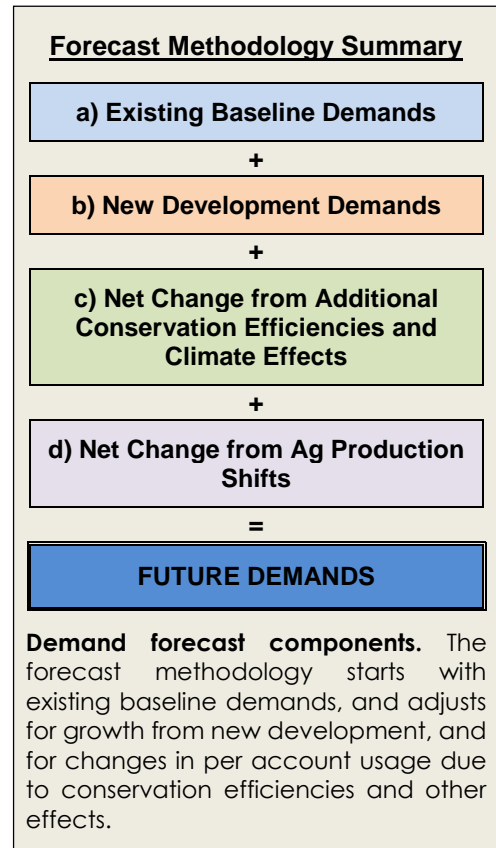 Forecast Methodology Summary
a) Existing Baseline Demands
+
b) New Development Demands
+
c) Net Change from Additional
Conservation Efficiencies and
Climate Effects
+
d) Net Change from Ag Production
Shifts
=
FUTURE DEMANDS
Demand forecast components. The
forecast methodology starts with
existing baseline demands, and adjusts
for growth from new development, and
for changes in per account usage due
to conservation efficiencies and other
effects.